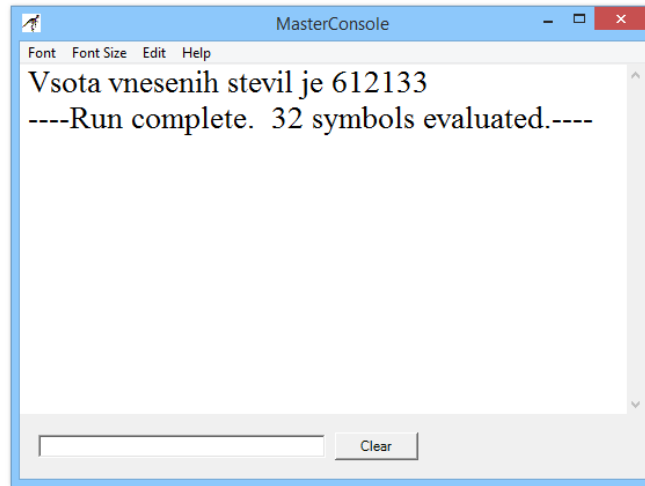 MasterConsole
Font Font Size Edit Help
Vsota vnesenih stevil je 612133
----Run complete.  32 symbols evaluated.----
Clear